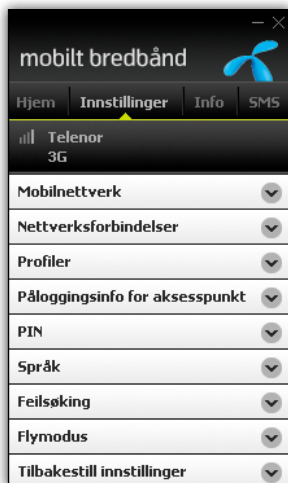 mobilt bredbånd
Hjem Innstillinger Info SMS
Telenor
3G
Mobilnettverk
Nettverksforbindelser
Profiler
Påloggingsinfo for aksesspunkt
PIN
Språk
Feilsøking
Flymodus
Tilbakestill innstillinger